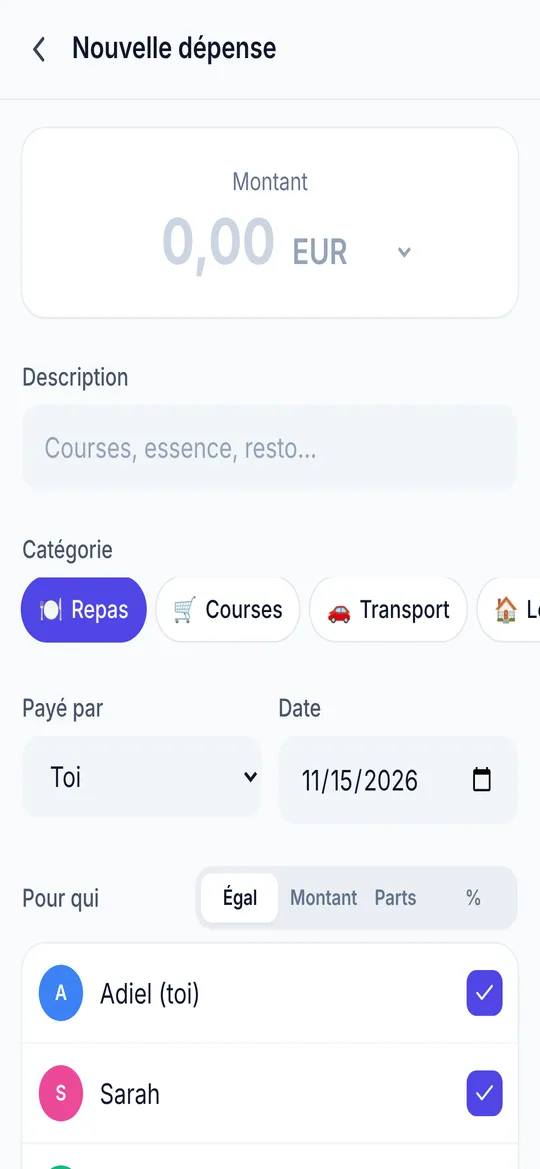 Nouvelle dépense
Montant
0,00 EUR
Description
Courses, essence, resto...
Catégorie
Repas Courses Transport
Payé par Date
Toi 11/15/2026
Pour qui Égal Montant Parts %
A Adiel (toi)
S Sarah